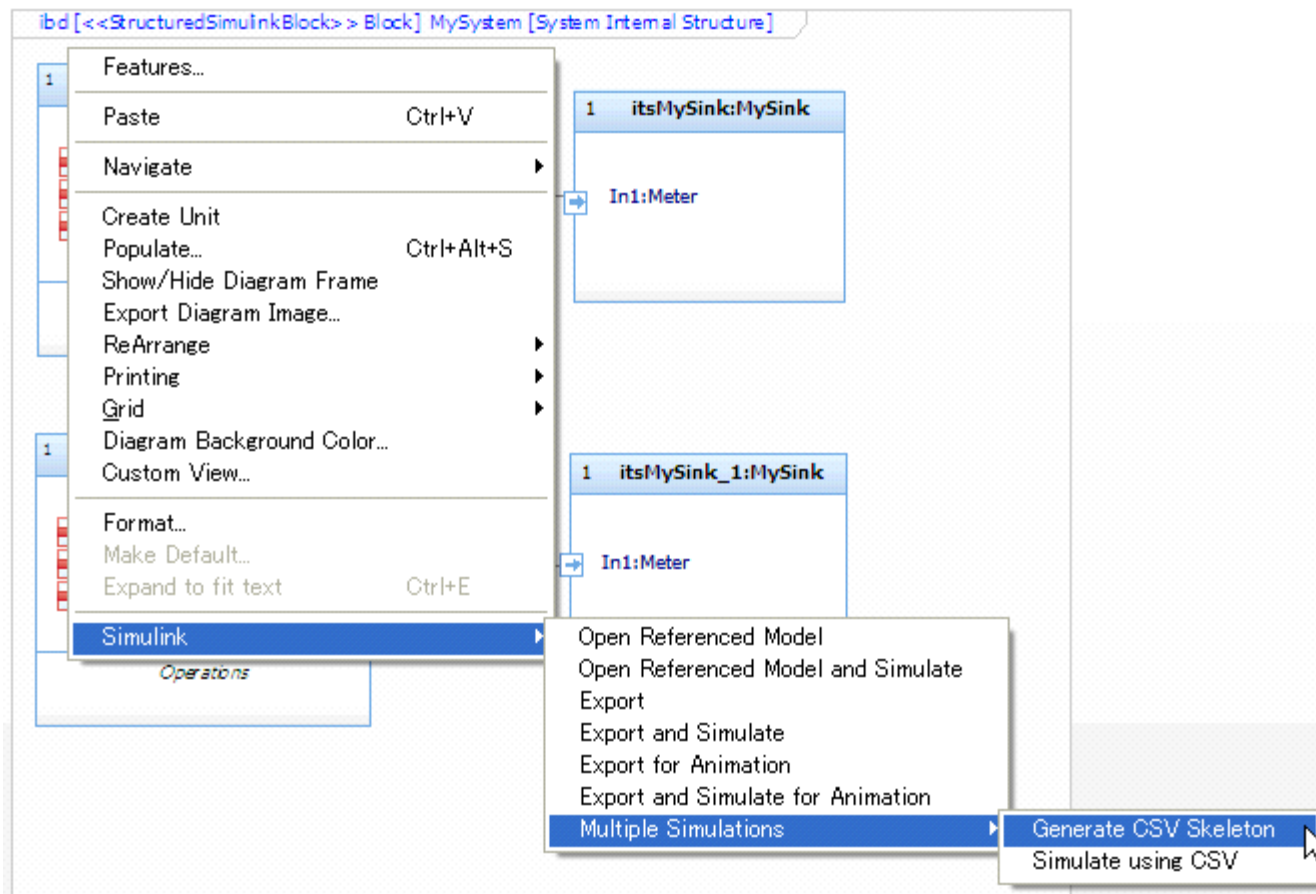 ibd [<<StructuredSimulinkBlock>> Block] MySystem [System Internal Structure]
1
Features...
Paste Ctrl+V
Navigate
Create Unit
Populate... Ctrl+Alt+S
Show/Hide Diagram Frame
Export Diagram Image...
ReArrange
Printing
Grid
Diagram Background Color...
Custom View...
Format...
Make Default...
Expand to fit text Ctrl+E
Simulink
1 itsMySink:MySink
In1:Meter
1
1 itsMySink_1:MySink
In1:Meter
Operations
Open Referenced Model
Open Referenced Model and Simulate
Export
Export and Simulate
Export for Animation
Export and Simulate for Animation
Multiple Simulations
Generate CSV Skeleton
Simulate using CSV